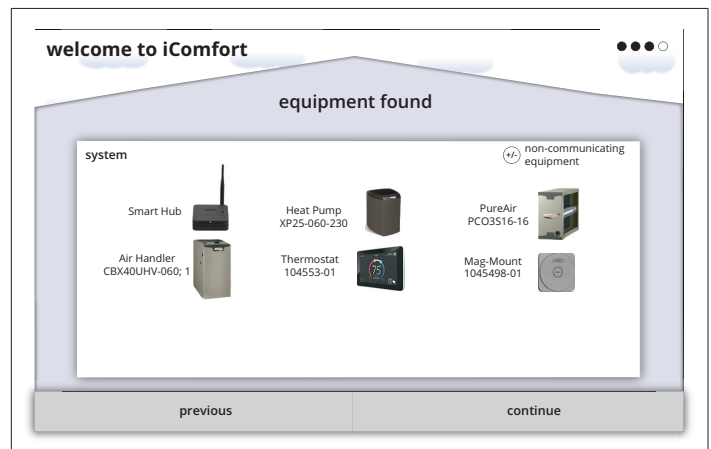 welcome to iComfort
equipment found
system
+/- non-communicating
equipment
Smart Hub
Heat Pump
XP25-060-230
PureAir
PCO3S16-16
Air Handler
CBX40UHV-060; 1
Thermostat
104553-01
75
Mag-Mount
1045498-01
previous
continue